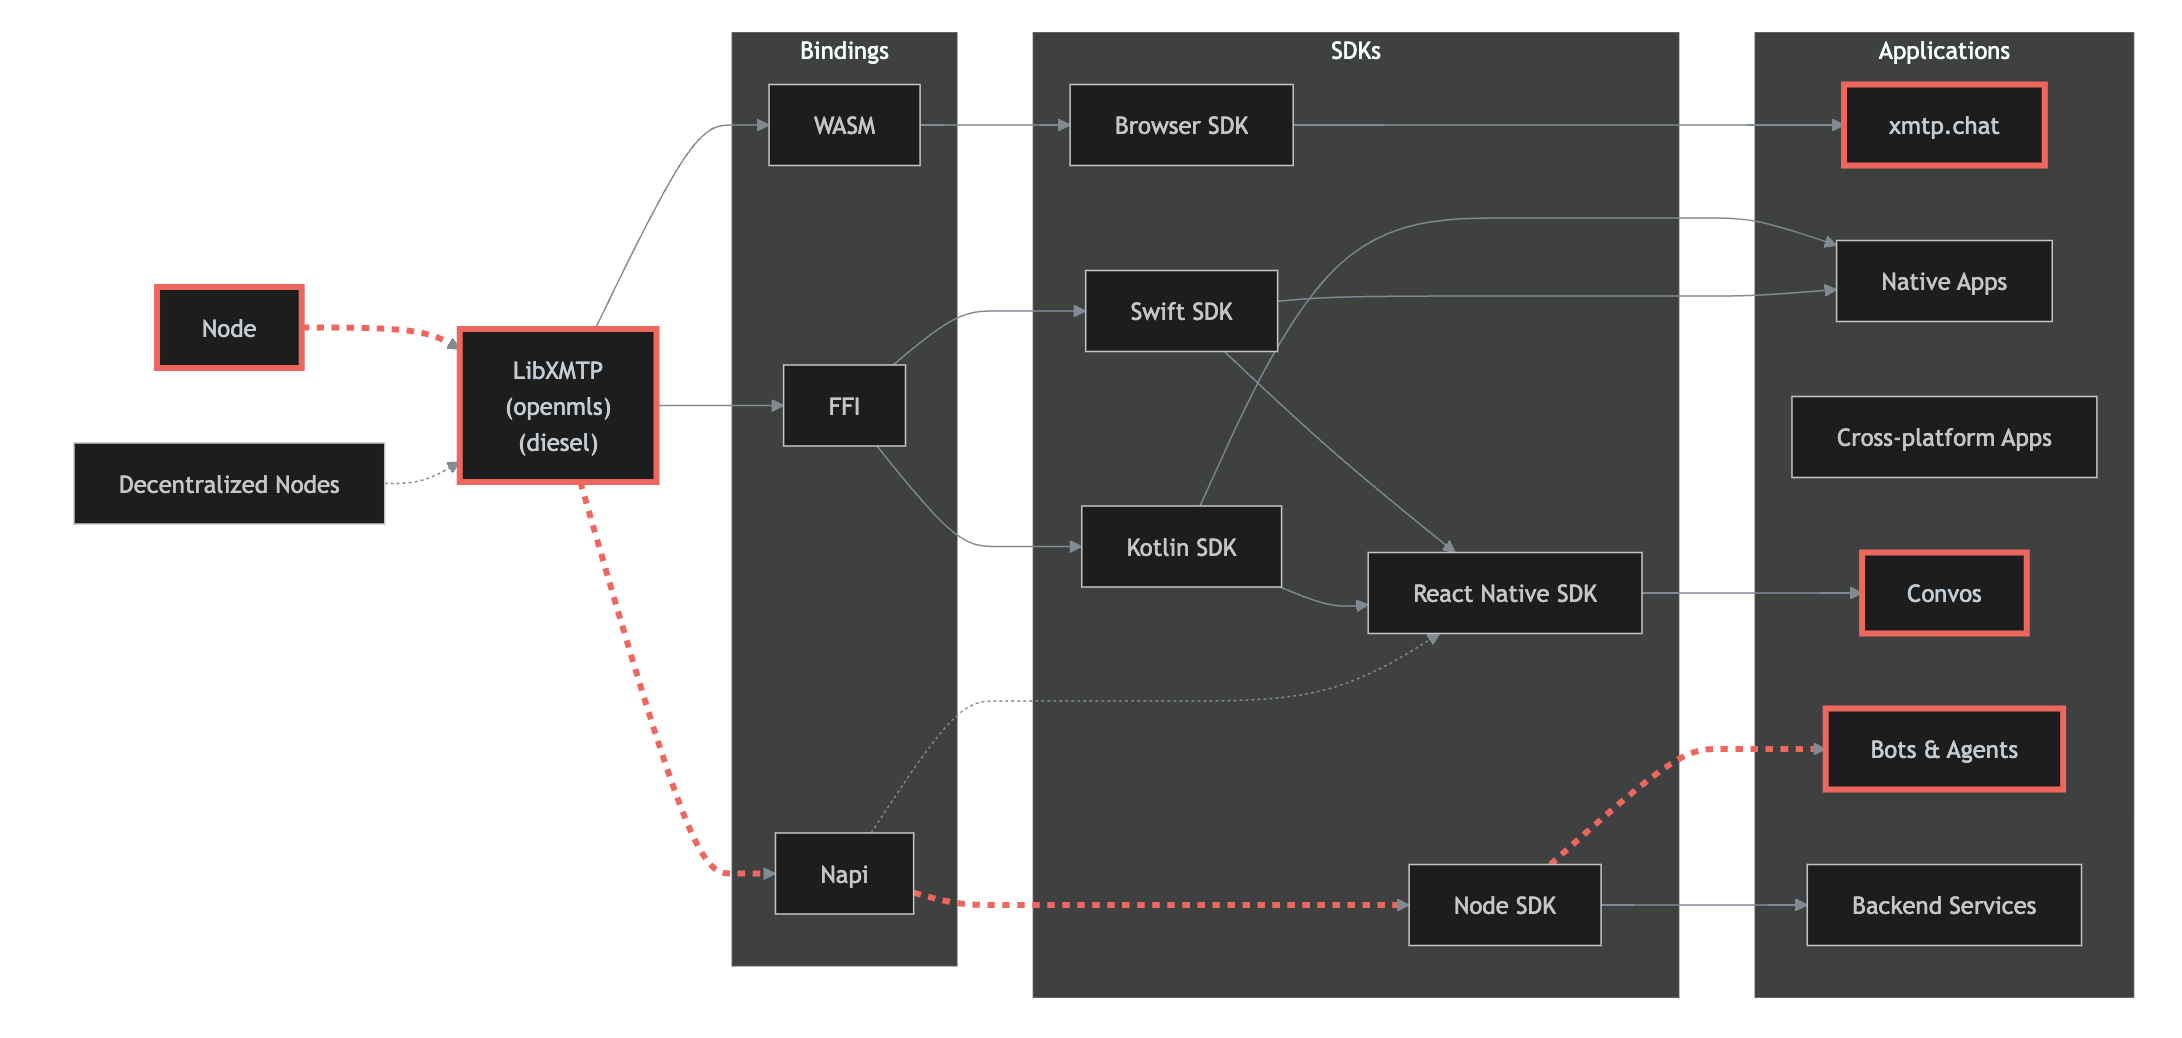 Bindings
SDKs
Applications
WASM
Browser SDK
xmtp.chat
Native Apps
Swift SDK
Node
LibXMTP
(openmls)
(diesel)
FFI
Cross-platform Apps
Decentralized Nodes
Kotlin SDK
React Native SDK
Convos
Bots & Agents
Napi
Node SDK
Backend Services